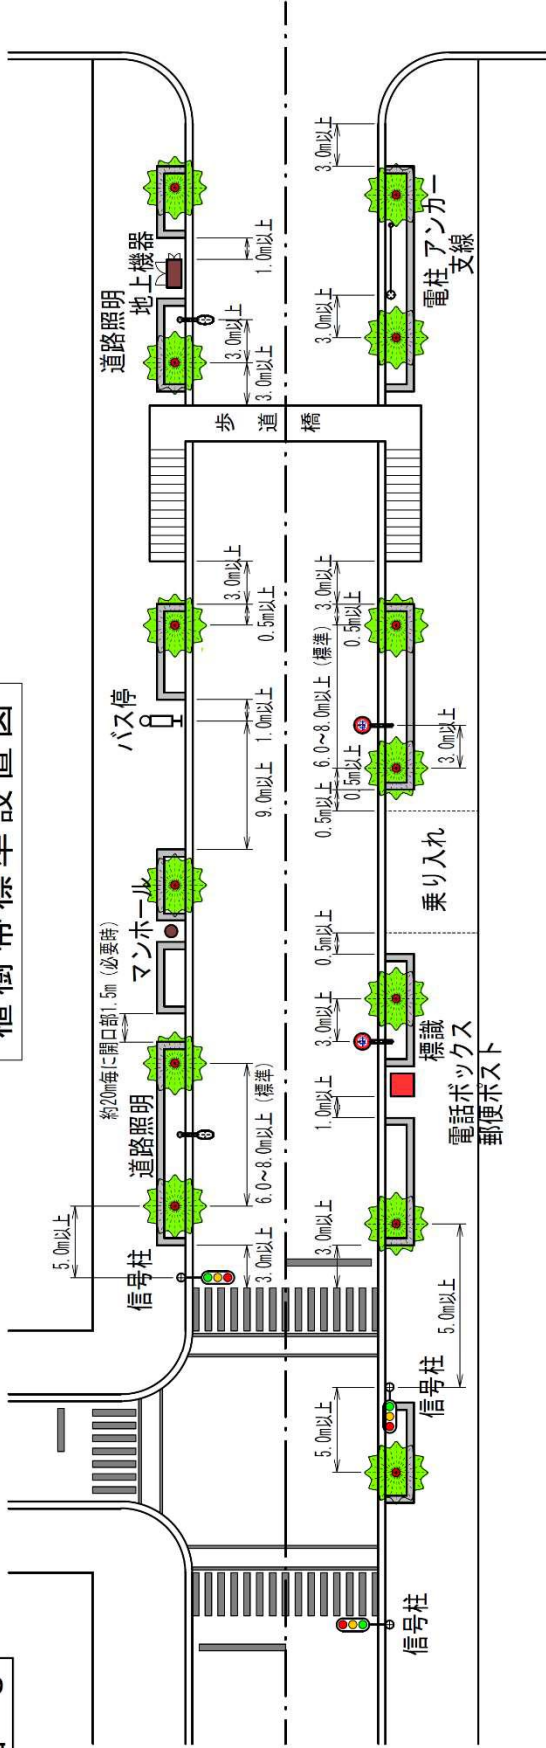 植樹帯標準設置図
5.0m以上
信号柱
道路照明
約20m毎に開口部1.5m（必要時）
マンホール
バス停
道路照明
地上機器
3.0m以上
6.0～8.0m以上（標準）
9.0m以上
1.0m以上
0.5m以上
3.0m以上
3.0m以上
3.0m以上
1.0m以上
歩道橋
5.0m以上
3.0m以上
1.0m以上
3.0m以上
0.5m以上
0.5m以上
0.5m以上
6.0～8.0m以上（標準）
0.5m以上
3.0m以上
3.0m以上
3.0m以上
信号柱
信号柱
5.0m以上
電話ボックス
郵便ポスト
標識
乗り入れ
3.0m以上
電柱
アンカー
支線